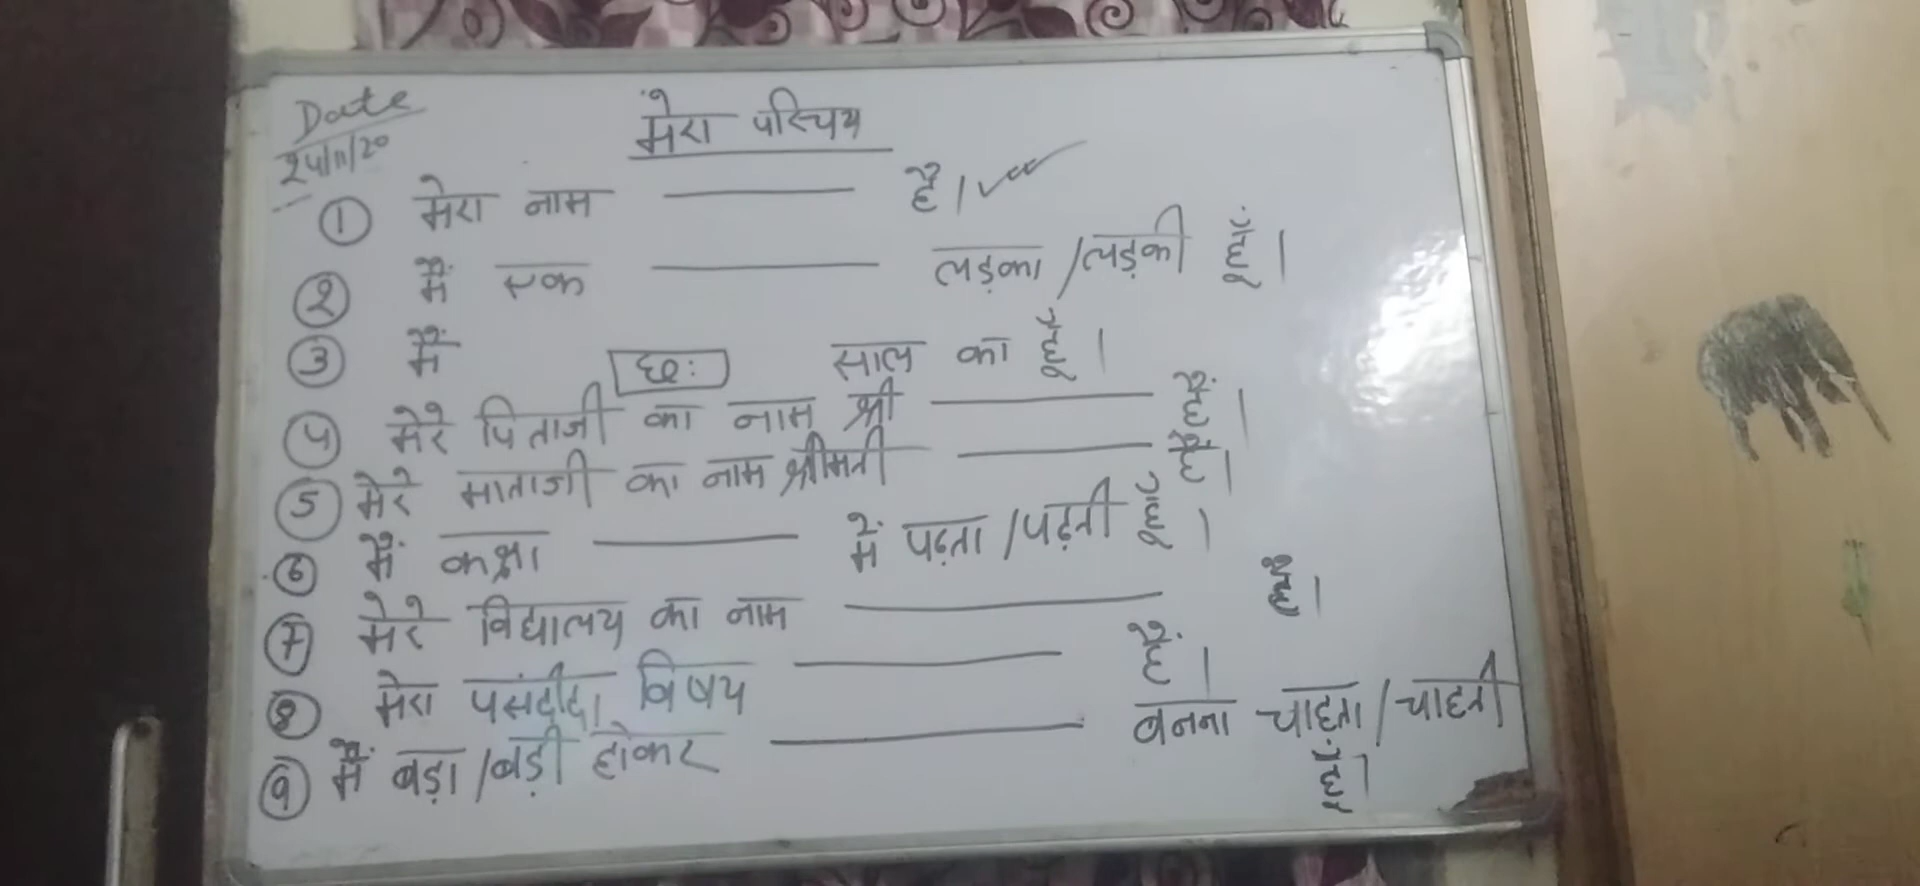 Date
24/11/20
मेरा परिचय
① मेरा नाम ______ है।
② मैं एक ______ लड़का /लड़की हूँ।
③ मैं छः साल का हूँ।
④ मेरे पिताजी का नाम श्री ______ हैं।
⑤ मेरे माताजी का नाम श्रीमती ______ हैं।
⑥ मैं कक्षा ______ में पढ़ता /पढ़ती हूँ।
⑦ मेरे विद्यालय का नाम ______ है।
⑧ मेरा पसंदीदा विषय ______ हैं।
⑨ मैं बड़ा /बड़ी होकर ______ बनना चाहता /चाहती हूँ।